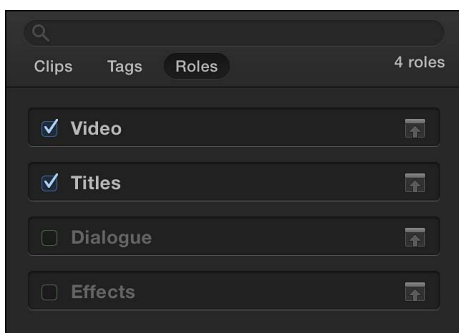 Clips Tags Roles 4 roles
Video
Titles
Dialogue
Effects